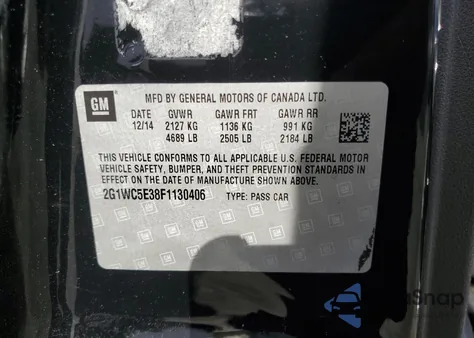 GM
MFD BY GENERAL MOTORS OF CANADA LTD.
DATE GVWR GAWR FRT GAWR RR
12/14 2127 KG 1136 KG 991 KG
4689 LB 2505 LB 2184 LB
THIS VEHICLE CONFORMS TO ALL APPLICABLE U.S. FEDERAL MOTOR
VEHICLE SAFETY, BUMPER, AND THEFT PREVENTION STANDARDS IN EFFECT ON THE
DATE OF MANUFACTURE SHOWN ABOVE.
2G1WC5E38F1130406 TYPE: PASS CAR